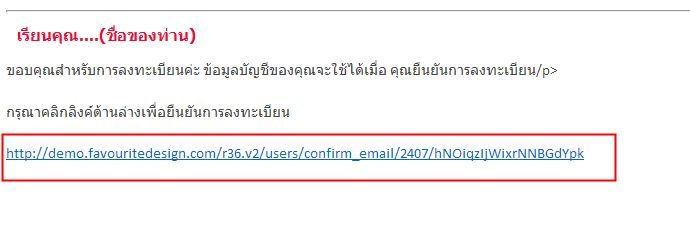 เรียนคุณ....(ชื่อของท่าน)
ขอบคุณสำหรับการลงทะเบียนค่ะ ข้อมูลบัญชีของคุณจะใช้ได้เมื่อ คุณยืนยันการลงทะเบียน/p>
กรุณาคลิกลิงค์ด้านล่างเพื่อยืนยันการลงทะเบียน
http://demo.favouritedesign.com/r36.v2/users/confirm_email/2407/hNOiqzIjWixrNNBGdYpk